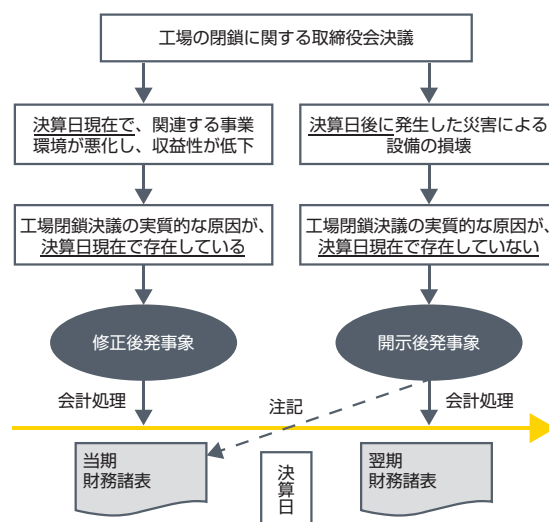 工場の閉鎖に関する取締役会決議
決算日現在で、関連する事業
環境が悪化し、収益性が低下
決算日後に発生した災害による
設備の損壊
工場閉鎖決議の実質的な原因が、
決算日現在で存在している
工場閉鎖決議の実質的な原因が、
決算日現在で存在していない
修正後発事象
開示後発事象
会計処理
注記
会計処理
当期
財務諸表
決算日
翌期
財務諸表